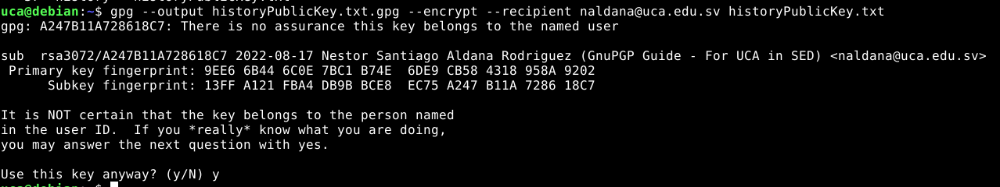 uca@debian:~$ gpg --output historyPublicKey.txt.gpg --encrypt --recipient naldana@uca.edu.sv historyPublicKey.txt
gpg: A247B11A728618C7: There is no assurance this key belongs to the named user
sub  rsa3072/A247B11A728618C7 2022-08-17 Nestor Santiago Aldana Rodriguez (GnuPGP Guide - For UCA in SED) <naldana@uca.edu.sv>
 Primary key fingerprint: 9EE6 6B44 6C0E 7BC1 B74E  6DE9 CB58 4318 958A 9202
      Subkey fingerprint: 13FF A121 FBA4 DB9B BCE8  EC75 A247 B11A 7286 18C7
It is NOT certain that the key belongs to the person named
in the user ID.  If you *really* know what you are doing,
you may answer the next question with yes.
Use this key anyway? (y/N) y